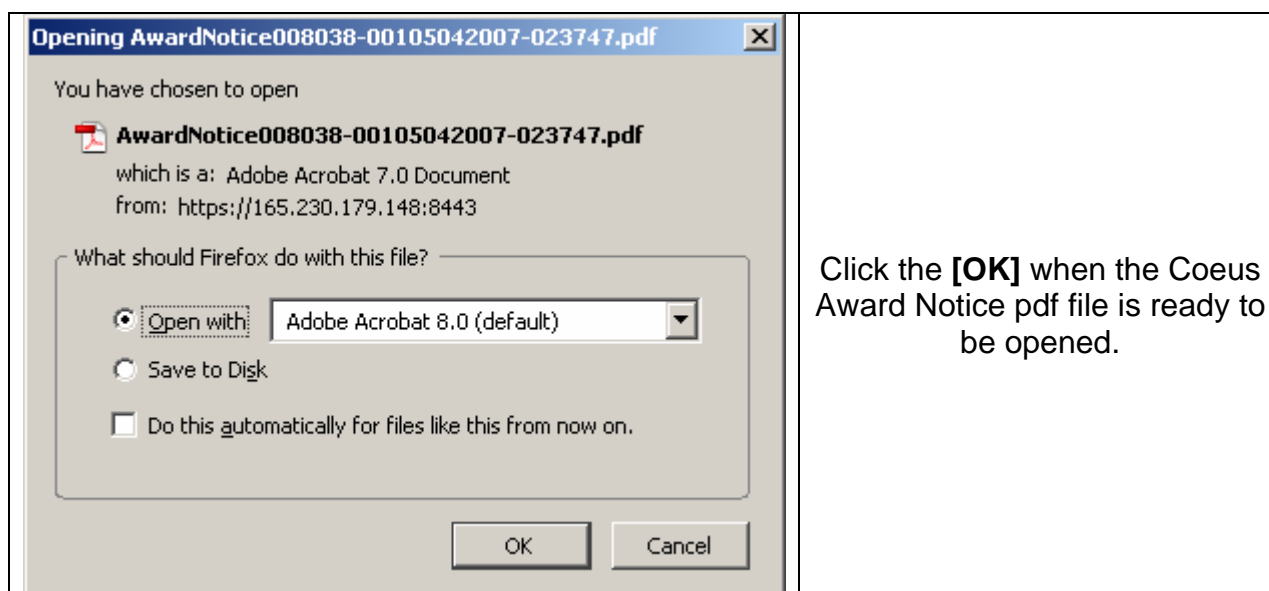 Opening AwardNotice008038-00105042007-023747.pdf
You have chosen to open
AwardNotice008038-00105042007-023747.pdf
which is a: Adobe Acrobat 7.0 Document
from: https://165.230.179.148:8443
What should Firefox do with this file?
Open with Adobe Acrobat 8.0 (default)
Save to Disk
Do this automatically for files like this from now on.
OK Cancel
Click the [OK] when the Coeus
Award Notice pdf file is ready to
be opened.